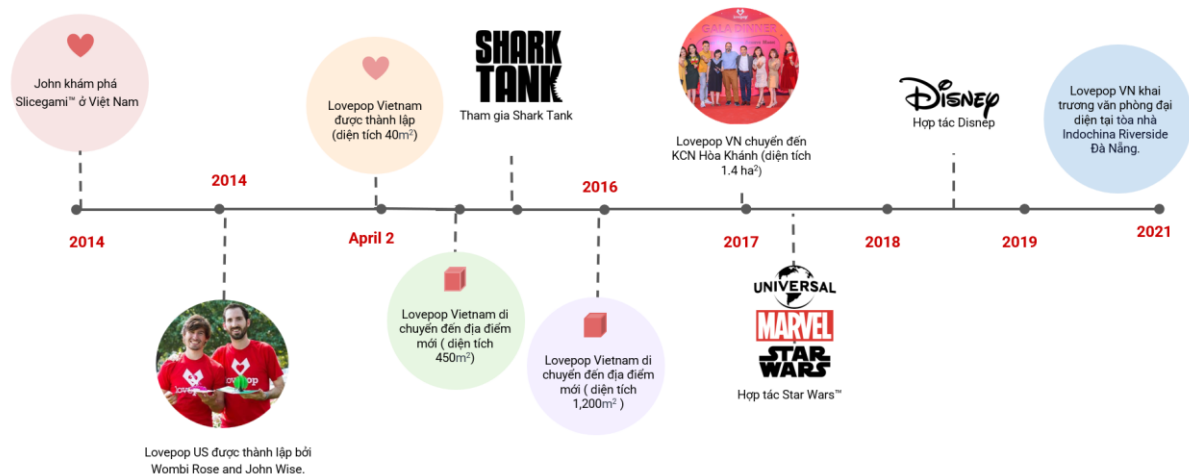 John khám phá
Slicegami™ ở Việt Nam
2014
2014
Lovepop US được thành lập bởi
Wombi Rose and John Wise.
lovepop
lovepop
Lovepop Vietnam
được thành lập
(diện tích 40m²)
April 2
Lovepop Vietnam di
chuyển đến địa điểm
mới ( diện tích
450m²)
SHARK
TANK
Tham gia Shark Tank
2016
Lovepop Vietnam di
chuyển đến địa điểm
mới ( diện tích
1,200m² )
GALA DINNER
Lovepop VN chuyển đến
KCN Hòa Khánh (diện tích
1.4 ha²)
2017
UNIVERSAL
MARVEL
STAR
WARS
Hợp tác Star Wars™
2018
Disney
Hợp tác Disnep
2019
Lovepop VN khai
trương văn phòng đại
diện tại tòa nhà
Indochina Riverside
Đà Nẵng.
2021